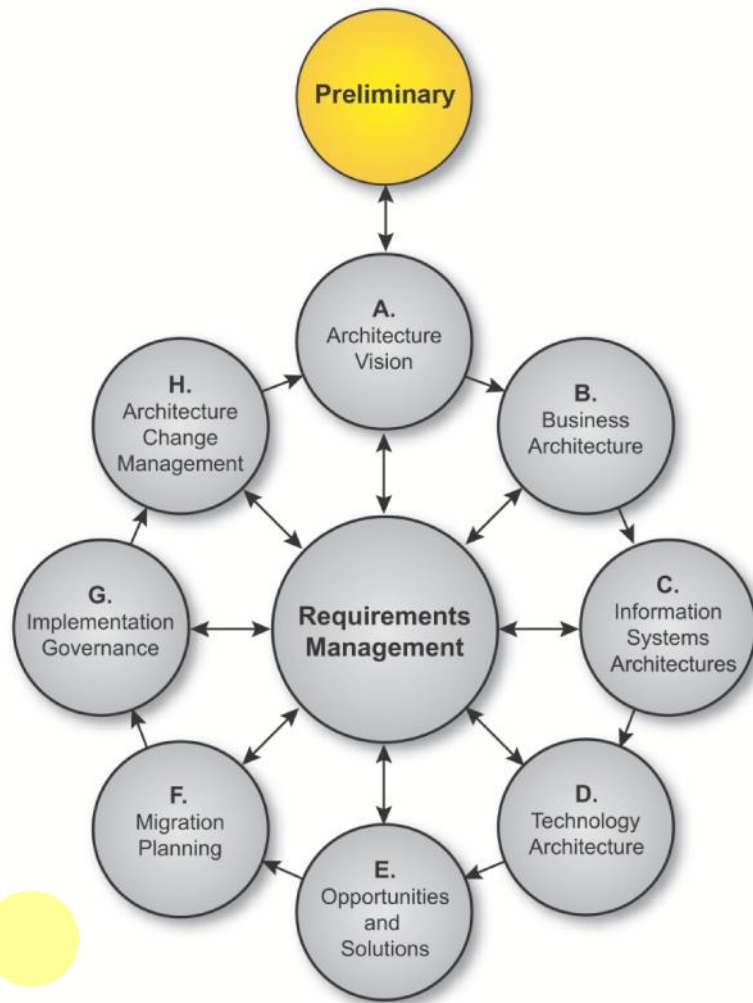 Preliminary
A.
Architecture
Vision
B.
Business
Architecture
C.
Information
Systems
Architectures
D.
Technology
Architecture
E.
Opportunities
and
Solutions
F.
Migration
Planning
G.
Implementation
Governance
H.
Architecture
Change
Management
Requirements
Management